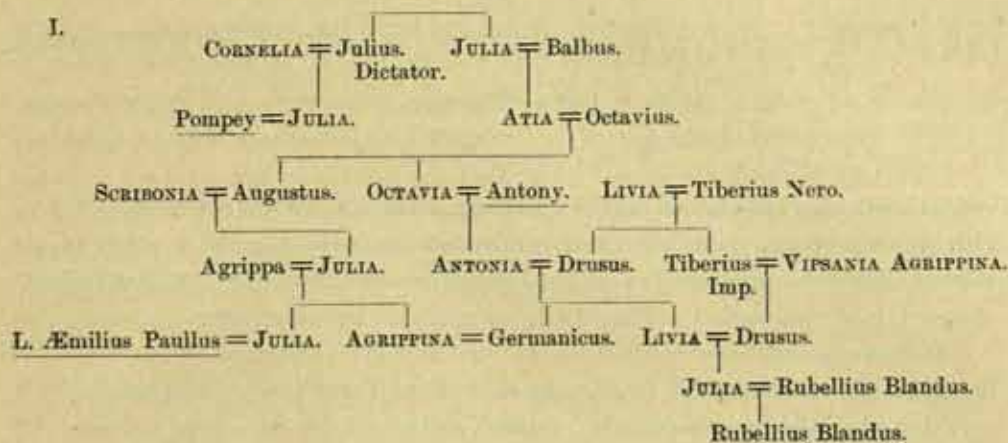 I.
CORNELIA = Julius. JULIA = Balbus.
Dictator.
Pompey = JULIA. ATIA = Octavius.
SCRIBONIA = Augustus. OCTAVIA = Antony. LIVIA = Tiberius Nero.
Agrippa = JULIA. ANTONIA = Drusus. Tiberius = VIPSANIA AGRIPPINA.
Imp.
L. Æmilius Paullus = JULIA. AGRIPPINA = Germanicus. LIVIA = Drusus.
JULIA = Rubellius Blandus.
Rubellius Blandus.